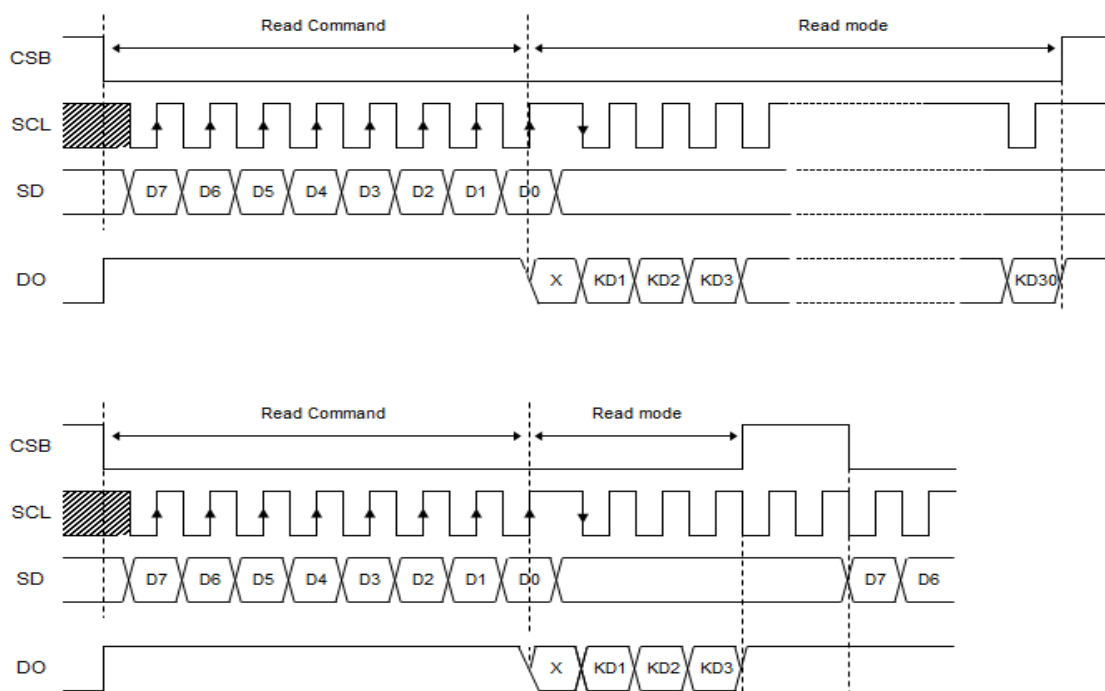 Read Command Read mode
CSB
SCL
SD D7 D6 D5 D4 D3 D2 D1 D0
DO X KD1 KD2 KD3 KD30
Read Command Read mode
CSB
SCL
SD D7 D6 D5 D4 D3 D2 D1 D0 D7 D6
DO X KD1 KD2 KD3